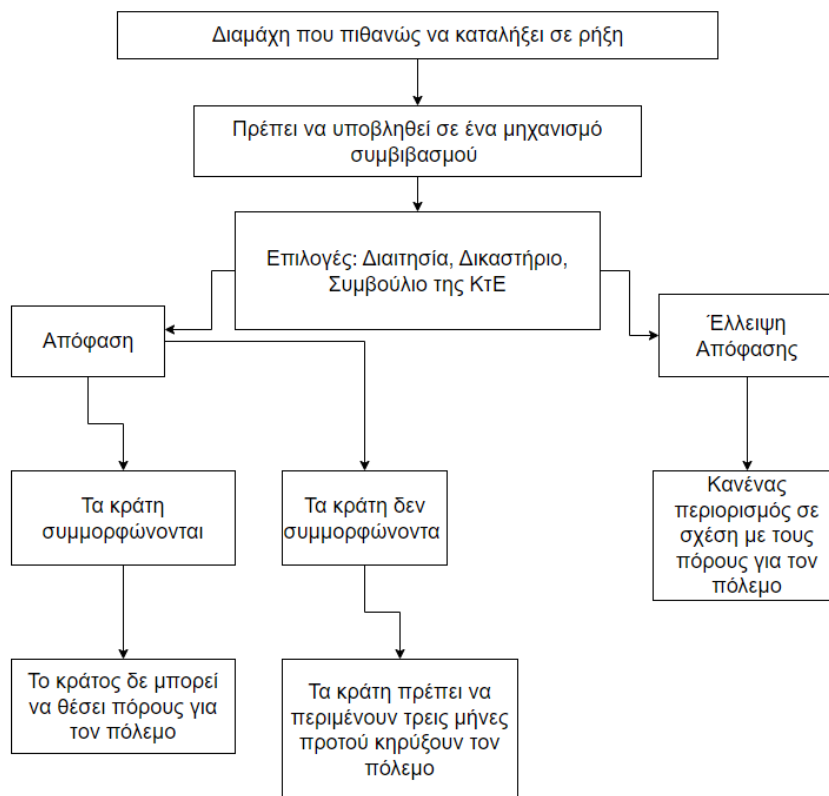 Διαμάχη που πιθανώς να καταλήξει σε ρήξη
Πρέπει να υποβληθεί σε ένα μηχανισμό
συμβιβασμού
Επιλογές: Διαιτησία, Δικαστήριο,
Συμβούλιο της ΚτΕ
Απόφαση
Έλλειψη
Απόφασης
Τα κράτη
συμμορφώνονται
Τα κράτη δεν
συμμορφώνοντα
Κανένας
περιορισμός σε
σχέση με τους
πόρους για τον
πόλεμο
Το κράτος δε μπορεί
να θέσει πόρους για
τον πόλεμο
Τα κράτη πρέπει να
περιμένουν τρεις μήνες
προτού κηρύξουν τον
πόλεμο